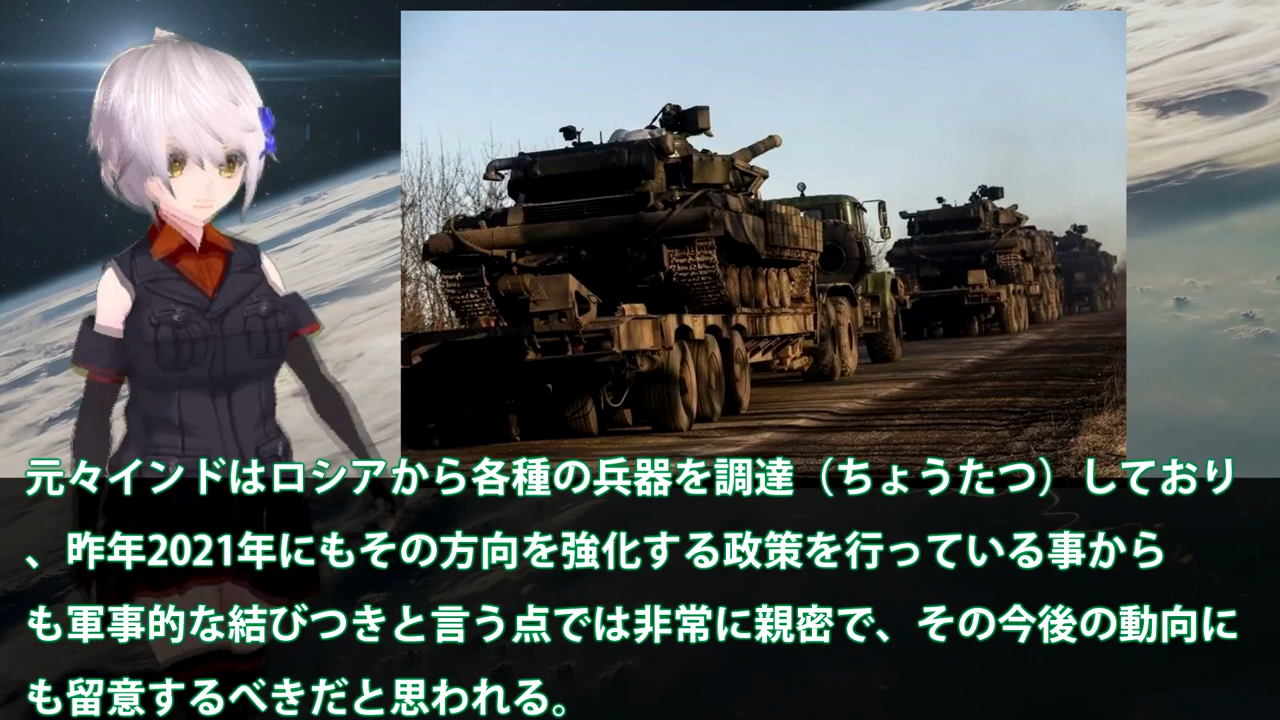 元々インドはロシアから各種の兵器を調達（ちょうたつ）しており
、昨年2021年にもその方向を強化する政策を行っている事から
も軍事的な結びつきと言う点では非常に親密で、その今後の動向に
も留意するべきだと思われる。